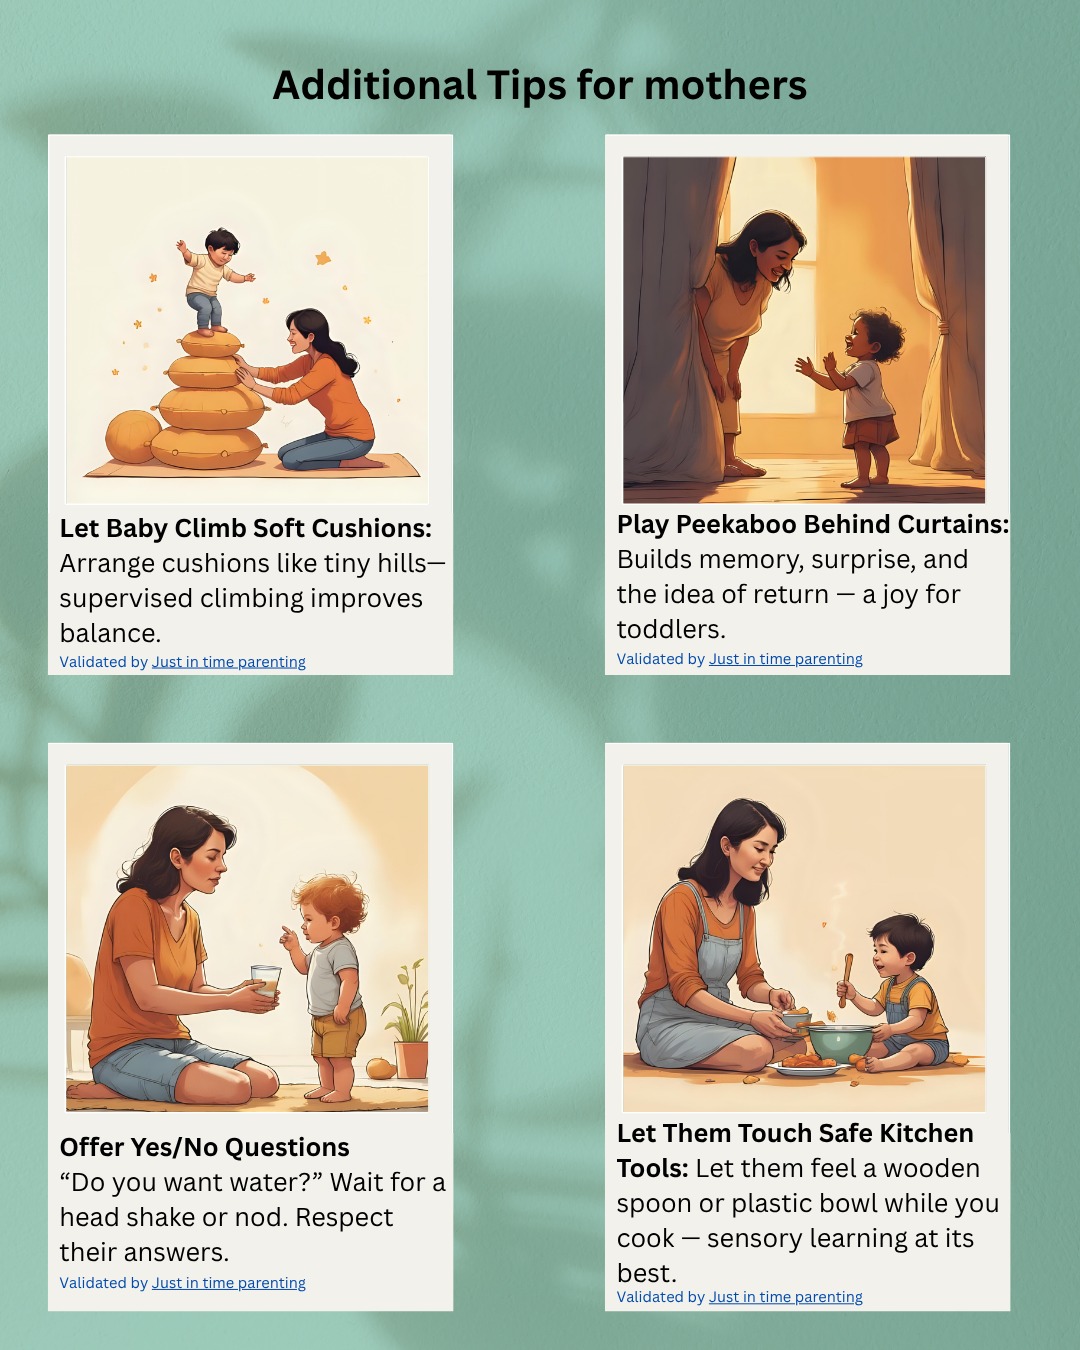 Additional Tips for mothers
Let Baby Climb Soft Cushions:
Arrange cushions like tiny hills—
supervised climbing improves
balance.
Validated by Just in time parenting
Play Peekaboo Behind Curtains:
Builds memory, surprise, and
the idea of return — a joy for
toddlers.
Validated by Just in time parenting
Offer Yes/No Questions
“Do you want water?” Wait for a
head shake or nod. Respect
their answers.
Validated by Just in time parenting
Let Them Touch Safe Kitchen
Tools: Let them feel a wooden
spoon or plastic bowl while you
cook — sensory learning at its
best.
Validated by Just in time parenting